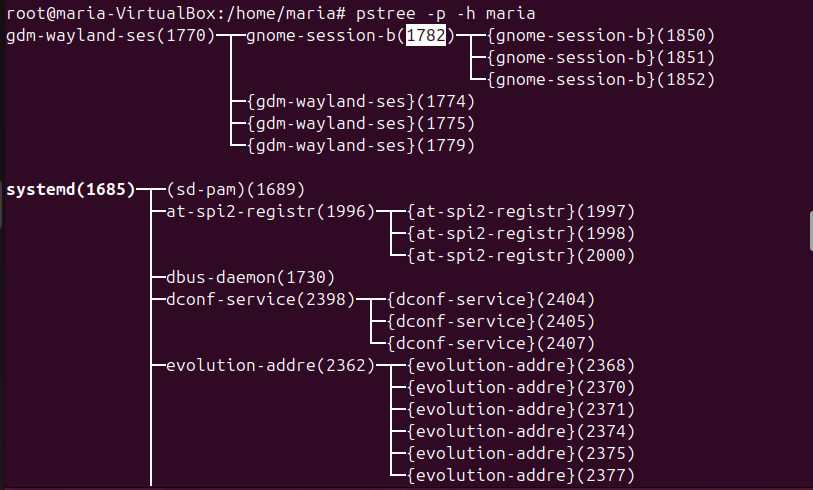 root@maria-VirtualBox:/home/maria# pstree -p -h maria
gdm-wayland-ses(1770)─┬─gnome-session-b(1782)─┬─{gnome-session-b}(1850)
                      │                       ├─{gnome-session-b}(1851)
                      │                       └─{gnome-session-b}(1852)
                      ├─{gdm-wayland-ses}(1774)
                      ├─{gdm-wayland-ses}(1775)
                      └─{gdm-wayland-ses}(1779)

systemd(1685)─┬─(sd-pam)(1689)
              ├─at-spi2-registr(1996)─┬─{at-spi2-registr}(1997)
              │                       ├─{at-spi2-registr}(1998)
              │                       └─{at-spi2-registr}(2000)
              ├─dbus-daemon(1730)
              ├─dconf-service(2398)─┬─{dconf-service}(2404)
              │                     ├─{dconf-service}(2405)
              │                     └─{dconf-service}(2407)
              ├─evolution-addre(2362)─┬─{evolution-addre}(2368)
              │                       ├─{evolution-addre}(2370)
              │                       ├─{evolution-addre}(2371)
              │                       ├─{evolution-addre}(2374)
              │                       ├─{evolution-addre}(2375)
              │                       └─{evolution-addre}(2377)